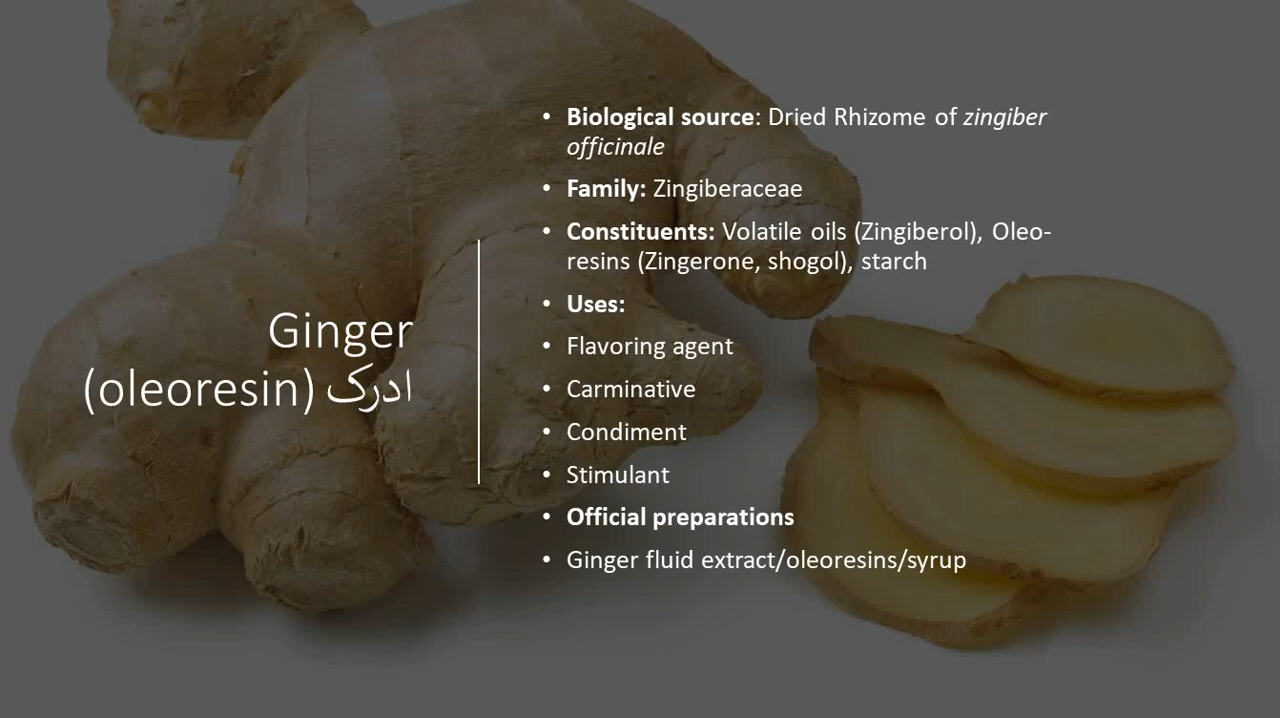 Ginger
(oleoresin) ادرک
• Biological source: Dried Rhizome of zingiber
officinale
• Family: Zingiberaceae
• Constituents: Volatile oils (Zingiberol), Oleo-
resins (Zingerone, shogol), starch
• Uses:
• Flavoring agent
• Carminative
• Condiment
• Stimulant
• Official preparations
• Ginger fluid extract/oleoresins/syrup